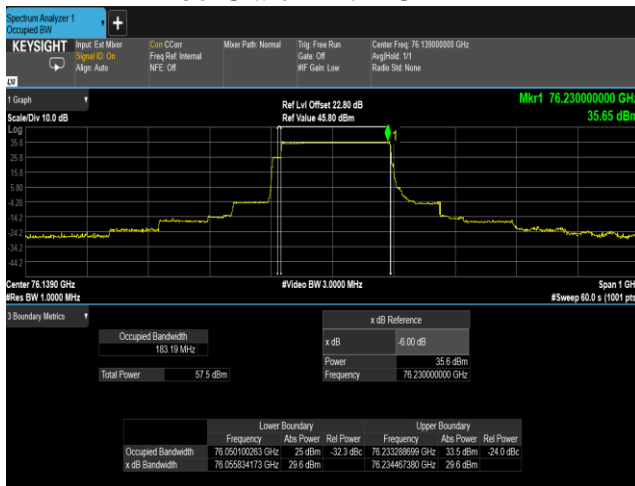 Spectrum Analyzer 1
Occupied BW
KEYSIGHT
Input: Ext Mixer
Signal ID: On
Align: Auto
Corr CCorr
Freq Ref: Internal
NFE: Off
Mixer Path: Normal
Trig: Free Run
Gate: Off
#IF Gain: Low
Center Freq: 76.139000000 GHz
Avg|Hold: 1/1
Radio Std: None
LXI
1 Graph
Scale/Div 10.0 dB
Ref Lvl Offset 22.80 dB
Ref Value 45.80 dBm
Mkr1 76.230000000 GHz
35.65 dBm
Log
1
35.8
25.8
15.8
5.80
-4.20
-14.2
-24.2
-34.2
-44.2
Center 76.1390 GHz
#Video BW 3.0000 MHz
Span 1 GH
#Res BW 1.0000 MHz
#Sweep 60.0 s (1001 pts
3 Boundary Metrics
Occupied Bandwidth
183.19 MHz
Total Power 57.5 dBm
x dB Reference
x dB -6.00 dB
Power 35.6 dBm
Frequency 76.230000000 GHz
Lower Boundary Upper Boundary
Frequency Abs Power Rel Power Frequency Abs Power Rel Power
Occupied Bandwidth 76.050100263 GHz 25 dBm -32.3 dBc 76.233288699 GHz 33.5 dBm -24.0 dBc
x dB Bandwidth 76.055834173 GHz 29.6 dBm 76.234467380 GHz 29.6 dBm